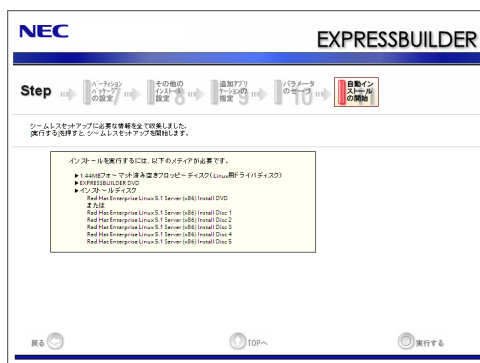 NEC
EXPRESSBUILDER
Step
パーティション
パッケージ
の設定
7
その他の
インストール
設定
8
追加アプリ
ケーションの
指定
9
パラメータ
のセーブ
10
自動イン
ストール
の開始
11
シームレスセットアップに必要な情報を全て収集しました。
[実行する]を押すと、シームレスセットアップを開始します。
インストールを実行するには、以下のメディアが必要です。
▶1.44MBフォーマット済み空きフロッピーディスク(Linux用ドライバディスク)
▶EXPRESSBUILDER DVD
▶インストールディスク
Red Hat Enterprise Linux 5.1 Server (x86) Install DVD
または
Red Hat Enterprise Linux 5.1 Server (x86) Install Disc 1
Red Hat Enterprise Linux 5.1 Server (x86) Install Disc 2
Red Hat Enterprise Linux 5.1 Server (x86) Install Disc 3
Red Hat Enterprise Linux 5.1 Server (x86) Install Disc 4
Red Hat Enterprise Linux 5.1 Server (x86) Install Disc 5
戻る
TOPへ
実行する